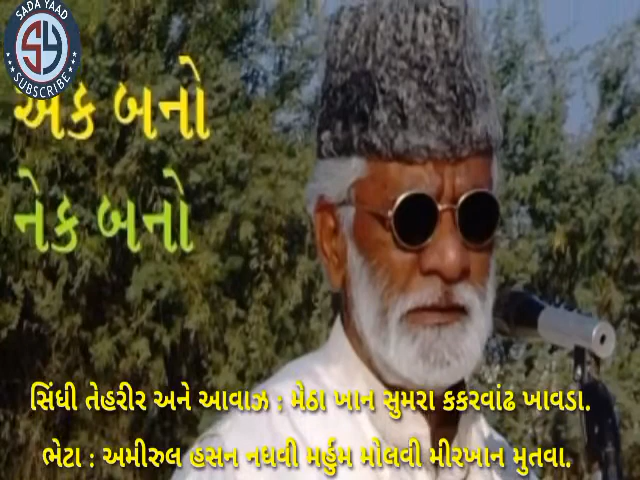 SADA YAAD
SY
SUBSCRIBE
એક બનો
નેક બનો
સિંધી તેહરીર અને આવાઝ : મેઠા ખાન સુમરા કકરવાંઢ ખાવડા.
ભેટા : અમીરુલ હસન નધવી મર્હુમ મોલવી મીરખાન મુતવા.